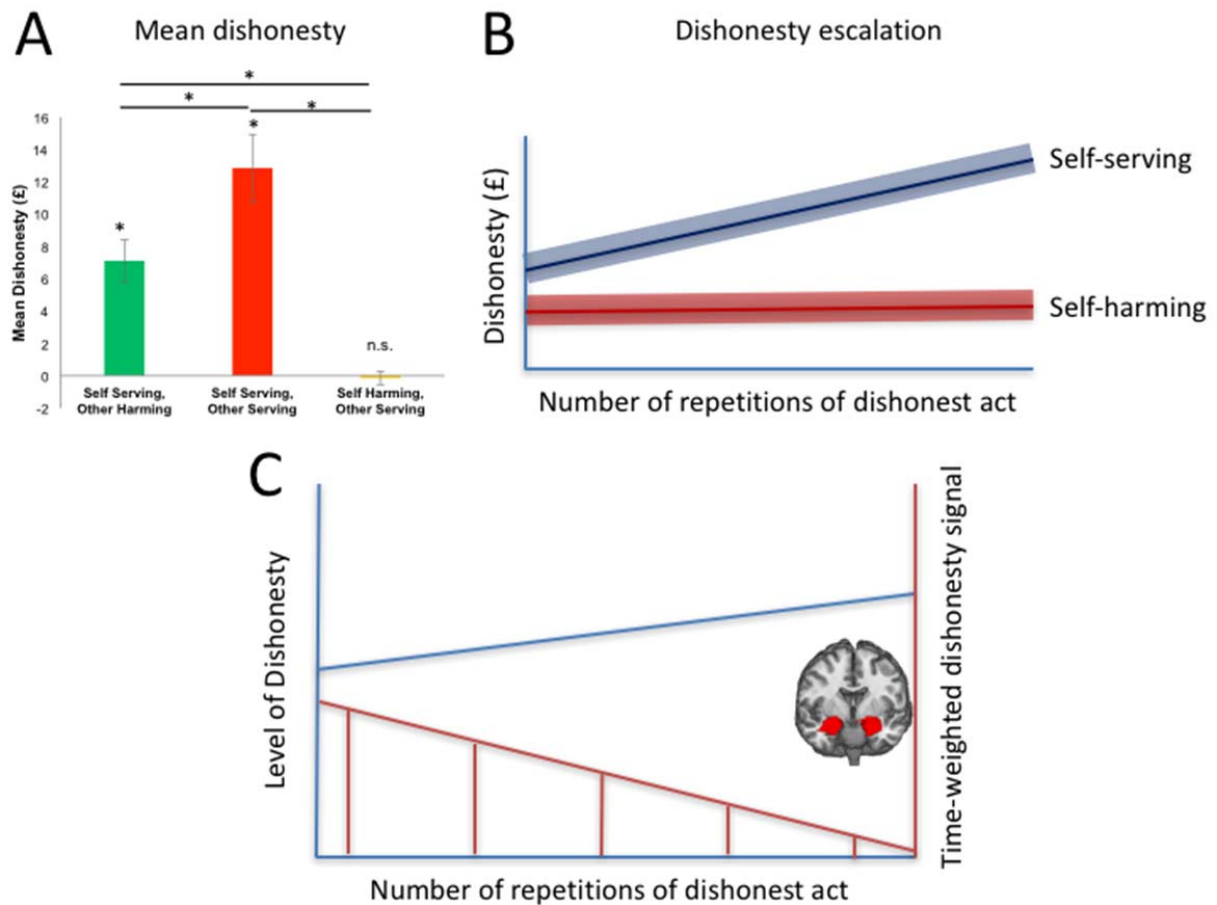 A
Mean dishonesty
*
*
*
*
*
n.s.
16
14
12
10
8
6
4
2
0
-2
Mean Dishonesty (£)
Self Serving,
Other Harming
Self Serving,
Other Serving
Self Harming,
Other Serving
B
Dishonesty escalation
Dishonesty (£)
Self-serving
Self-harming
Number of repetitions of dishonest act
C
Level of Dishonesty
Time-weighted dishonesty signal
Number of repetitions of dishonest act